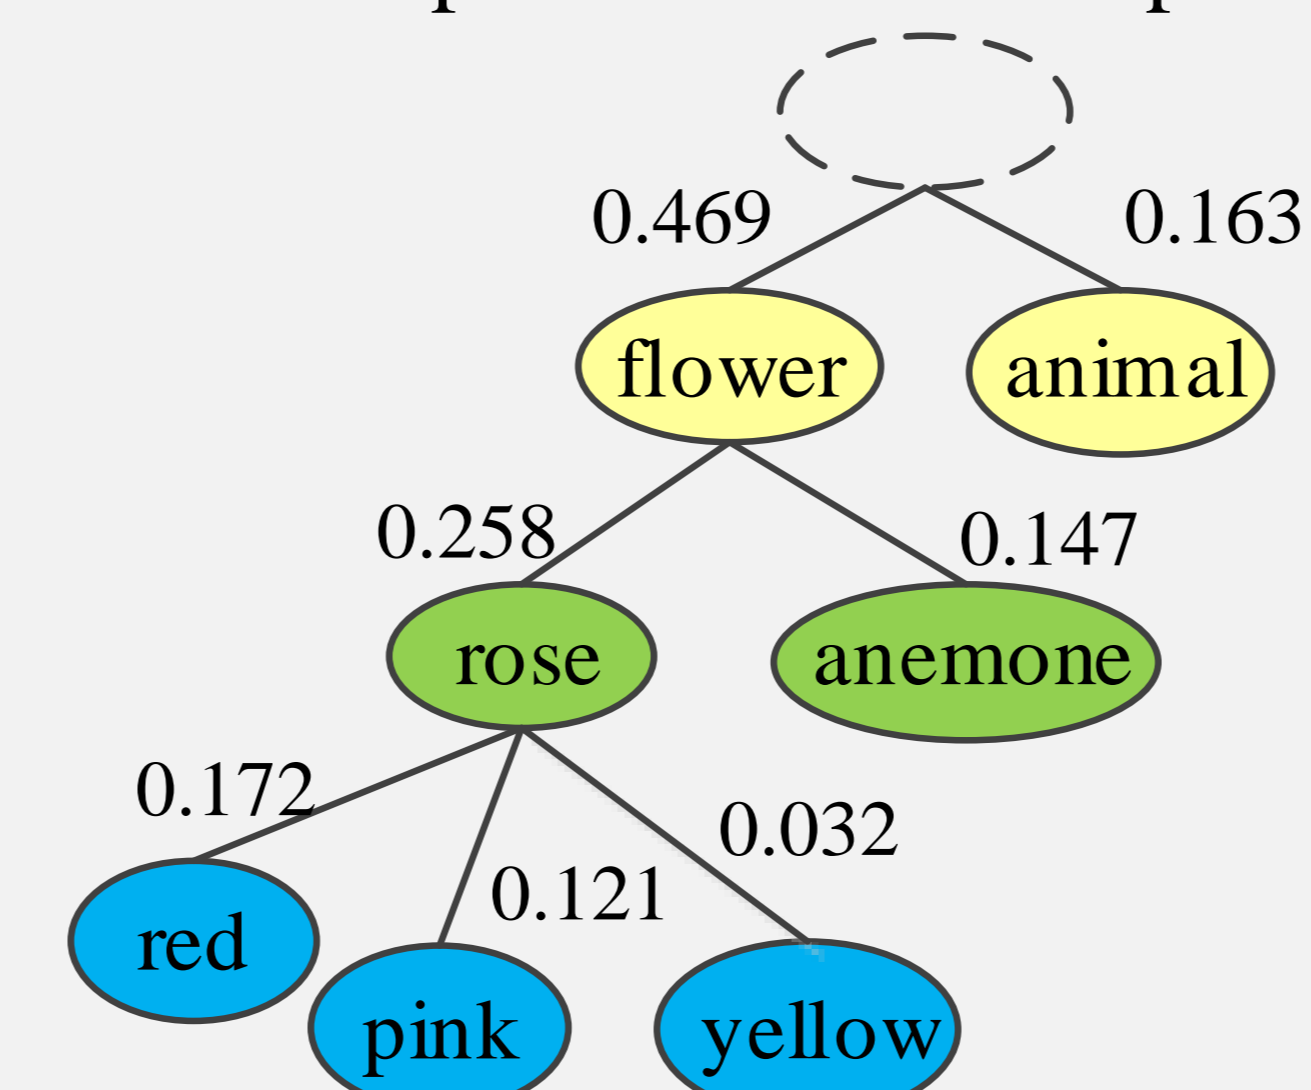 0.469 0.163
flower animal
0.258 0.147
rose anemone
0.172 0.032
0.121
red
pink yellow